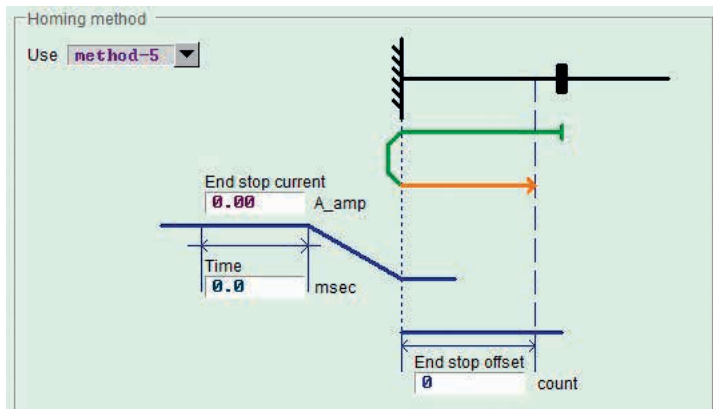 Homing method
Use method-5
End stop current
0.00 A_amp
Time
0.0 msec
End stop offset
0 count